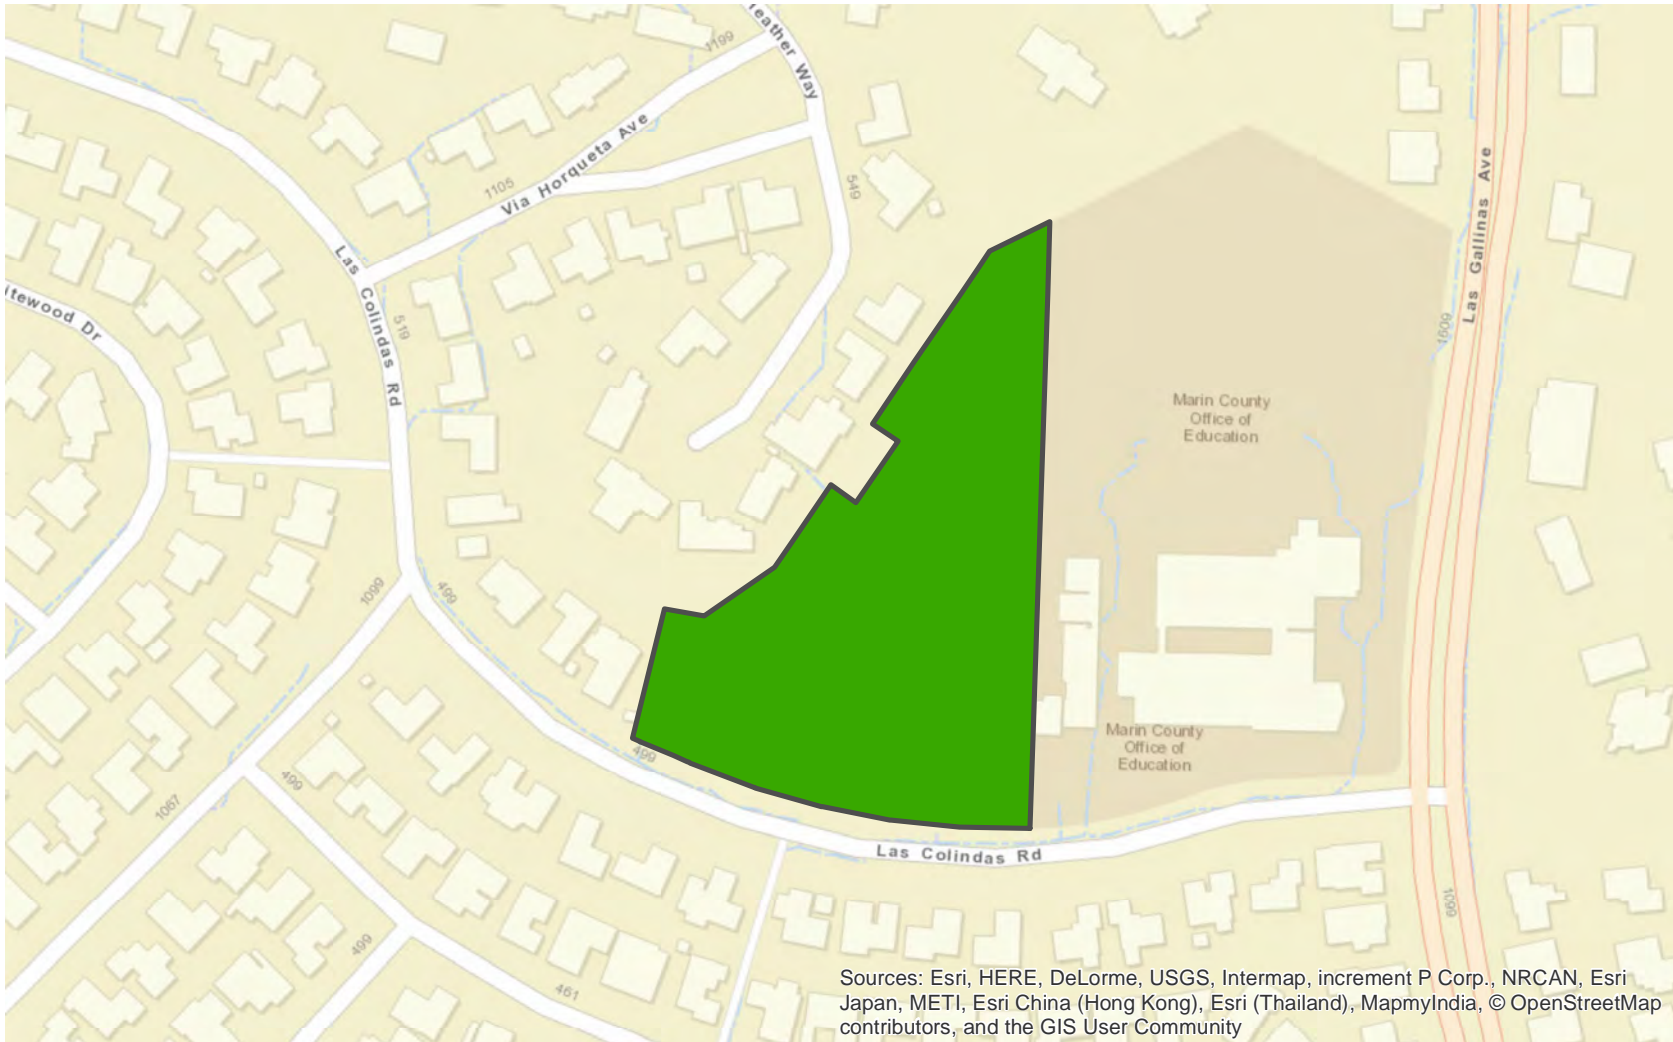 1199
eather Way
Via Horqueta Ave
1105
549
Las Gallinas Ave
Las Colindas Rd
519
itewood Dr
1609
Marin County
Office of
Education
1099
499
499
Marin County
Office of
Education
499
1067
Las Colindas Rd
1099
499
461
Sources: Esri, HERE, DeLorme, USGS, Intermap, increment P Corp., NRCAN, Esri
Japan, METI, Esri China (Hong Kong), Esri (Thailand), MapmyIndia, © OpenStreetMap
contributors, and the GIS User Community